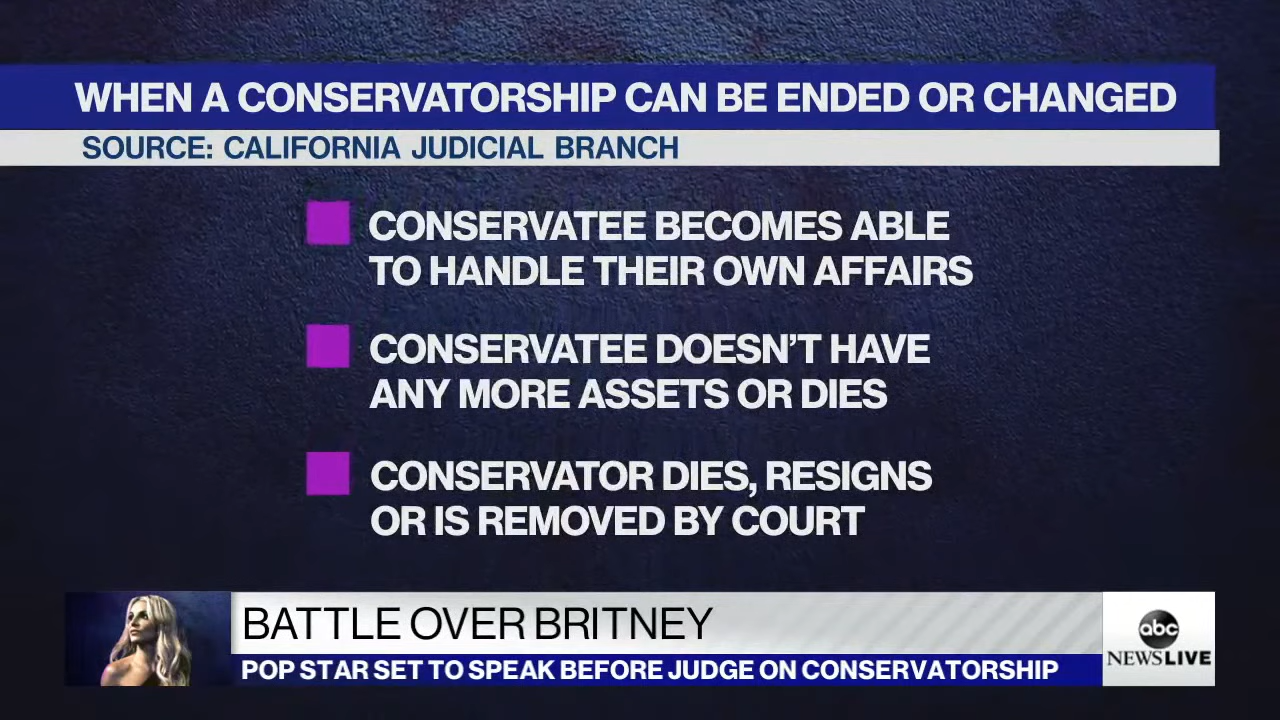 WHEN A CONSERVATORSHIP CAN BE ENDED OR CHANGED
SOURCE: CALIFORNIA JUDICIAL BRANCH
CONSERVATEE BECOMES ABLE
TO HANDLE THEIR OWN AFFAIRS
CONSERVATEE DOESN’T HAVE
ANY MORE ASSETS OR DIES
CONSERVATOR DIES, RESIGNS
OR IS REMOVED BY COURT
BATTLE OVER BRITNEY
POP STAR SET TO SPEAK BEFORE JUDGE ON CONSERVATORSHIP
abc
NEWSLIVE